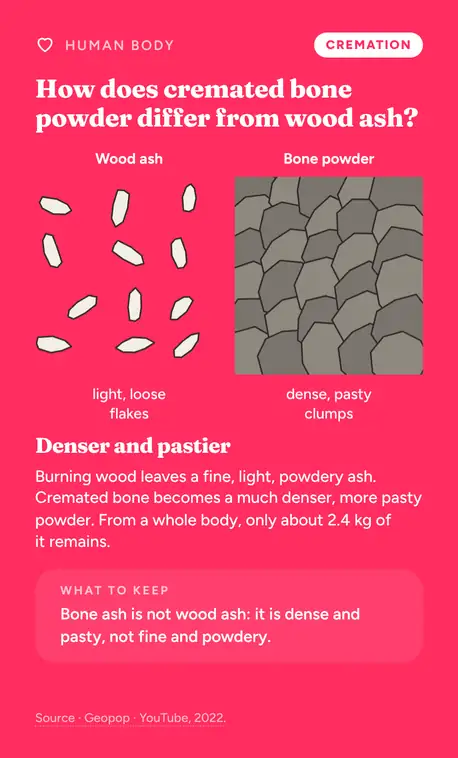 HUMAN BODY
CREMATION
How does cremated bone
powder differ from wood ash?
Wood ash
Bone powder
light, loose
flakes
dense, pasty
clumps
Denser and pastier
Burning wood leaves a fine, light, powdery ash.
Cremated bone becomes a much denser, more pasty
powder. From a whole body, only about 2.4 kg of
it remains.
WHAT TO KEEP
Bone ash is not wood ash: it is dense and
pasty, not fine and powdery.
Source · Geopop · YouTube, 2022.